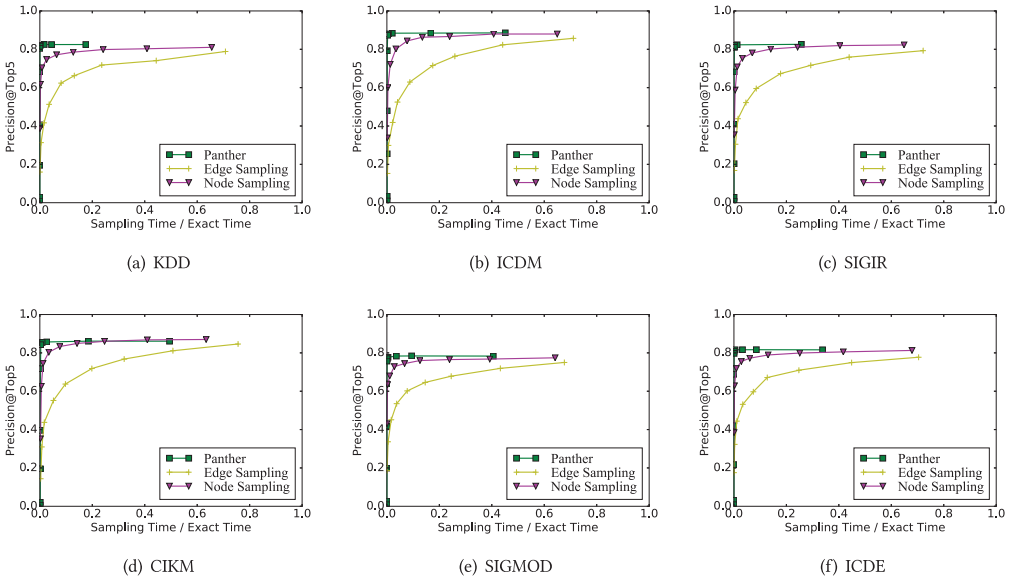 1.0
0.8
0.6
0.4
0.2
0.0
Precision@Top5
Panther
Edge Sampling
Node Sampling
0.0 0.2 0.4 0.6 0.8 1.0
Sampling Time / Exact Time
(a) KDD
1.0
0.8
0.6
0.4
0.2
0.0
Precision@Top5
Panther
Edge Sampling
Node Sampling
0.0 0.2 0.4 0.6 0.8 1.0
Sampling Time / Exact Time
(b) ICDM
1.0
0.8
0.6
0.4
0.2
0.0
Precision@Top5
Panther
Edge Sampling
Node Sampling
0.0 0.2 0.4 0.6 0.8 1.0
Sampling Time / Exact Time
(c) SIGIR
1.0
0.8
0.6
0.4
0.2
0.0
Precision@Top5
Panther
Edge Sampling
Node Sampling
0.0 0.2 0.4 0.6 0.8 1.0
Sampling Time / Exact Time
(d) CIKM
1.0
0.8
0.6
0.4
0.2
0.0
Precision@Top5
Panther
Edge Sampling
Node Sampling
0.0 0.2 0.4 0.6 0.8 1.0
Sampling Time / Exact Time
(e) SIGMOD
1.0
0.8
0.6
0.4
0.2
0.0
Precision@Top5
Panther
Edge Sampling
Node Sampling
0.0 0.2 0.4 0.6 0.8 1.0
Sampling Time / Exact Time
(f) ICDE